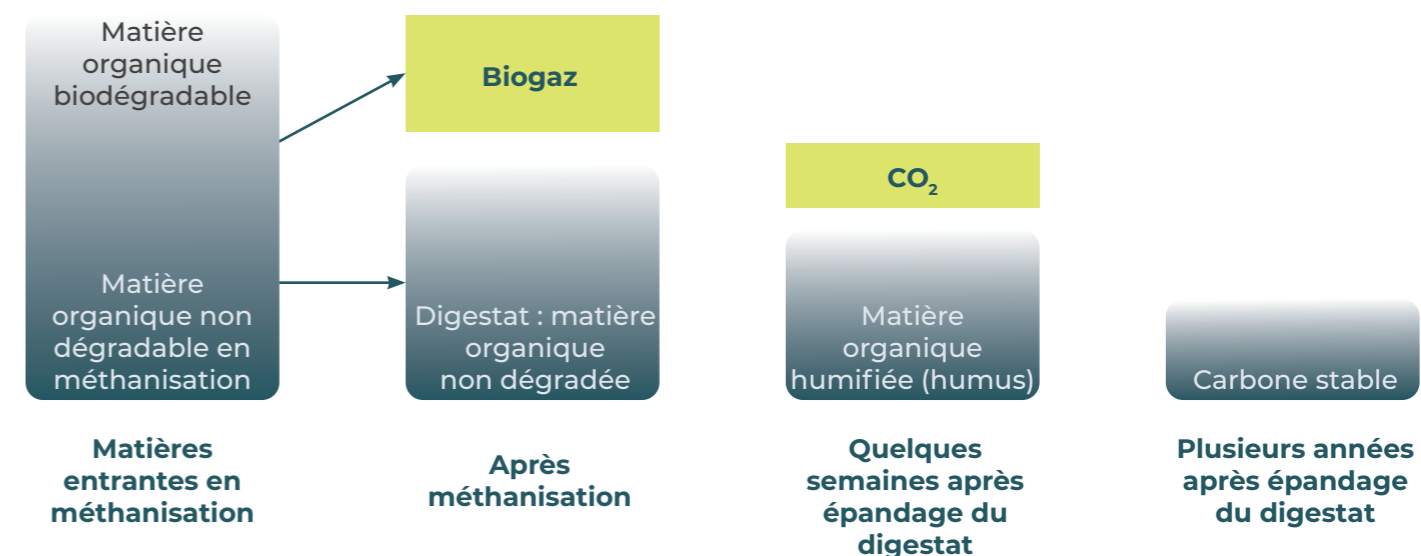 Matière
organique
biodégradable
Matière
organique non
dégradable en
méthanisation
Biogaz
Digestat : matière
organique
non dégradée
CO₂
Matière
organique
humifiée (humus)
Carbone stable
Matières
entrantes en
méthanisation
Après
méthanisation
Quelques
semaines après
épandage du
digestat
Plusieurs années
après épandage
du digestat